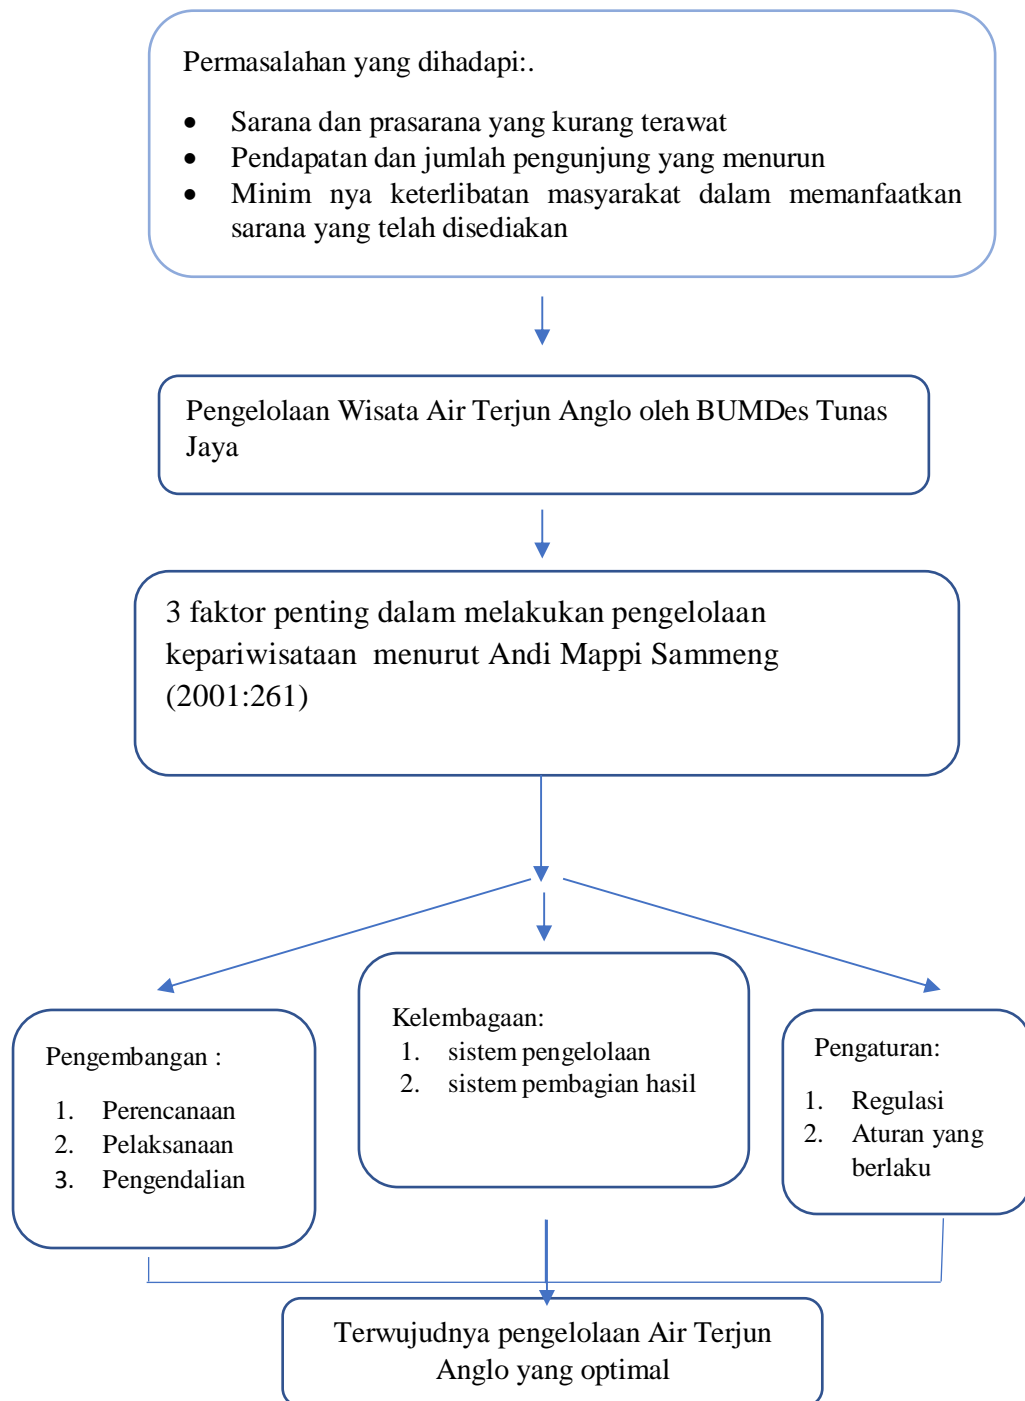 Permasalahan yang dihadapi:.
• Sarana dan prasarana yang kurang terawat
• Pendapatan dan jumlah pengunjung yang menurun
• Minim nya keterlibatan masyarakat dalam memanfaatkan
sarana yang telah disediakan
Pengelolaan Wisata Air Terjun Anglo oleh BUMDes Tunas
Jaya
3 faktor penting dalam melakukan pengelolaan
kepariwisataan menurut Andi Mappi Sammeng
(2001:261)
Pengembangan :
1. Perencanaan
2. Pelaksanaan
3. Pengendalian
Kelembagaan:
1. sistem pengelolaan
2. sistem pembagian hasil
Pengaturan:
1. Regulasi
2. Aturan yang
berlaku
Terwujudnya pengelolaan Air Terjun
Anglo yang optimal